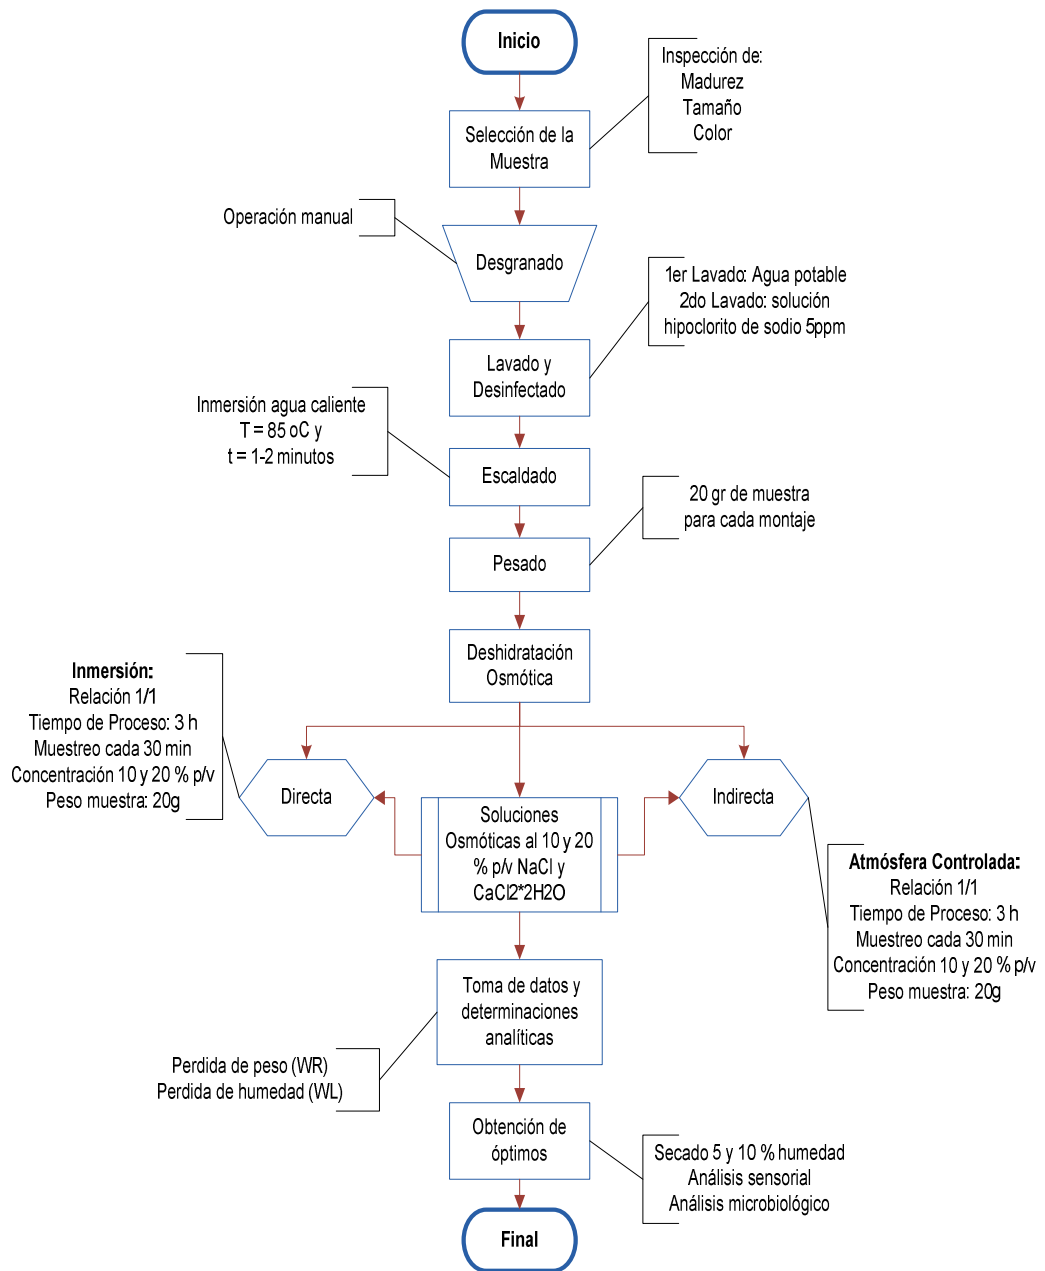 Inicio
Inspección de:
Madurez
Tamaño
Color
Selección de la
Muestra
Operación manual
Desgranado
1er Lavado: Agua potable
2do Lavado: solución
hipoclorito de sodio 5ppm
Lavado y
Desinfectado
Inmersión agua caliente
T = 85 oC y
t = 1-2 minutos
Escaldado
20 gr de muestra
para cada montaje
Pesado
Deshidratación
Osmótica
Inmersión:
Relación 1/1
Tiempo de Proceso: 3 h
Muestreo cada 30 min
Concentración 10 y 20 % p/v
Peso muestra: 20g
Directa
Soluciones
Osmóticas al 10 y 20
% p/v NaCl y
CaCl2*2H2O
Indirecta
Atmósfera Controlada:
Relación 1/1
Tiempo de Proceso: 3 h
Muestreo cada 30 min
Concentración 10 y 20 % p/v
Peso muestra: 20g
Toma de datos y
determinaciones
analíticas
Perdida de peso (WR)
Perdida de humedad (WL)
Obtención de
óptimos
Secado 5 y 10 % humedad
Análisis sensorial
Análisis microbiológico
Final